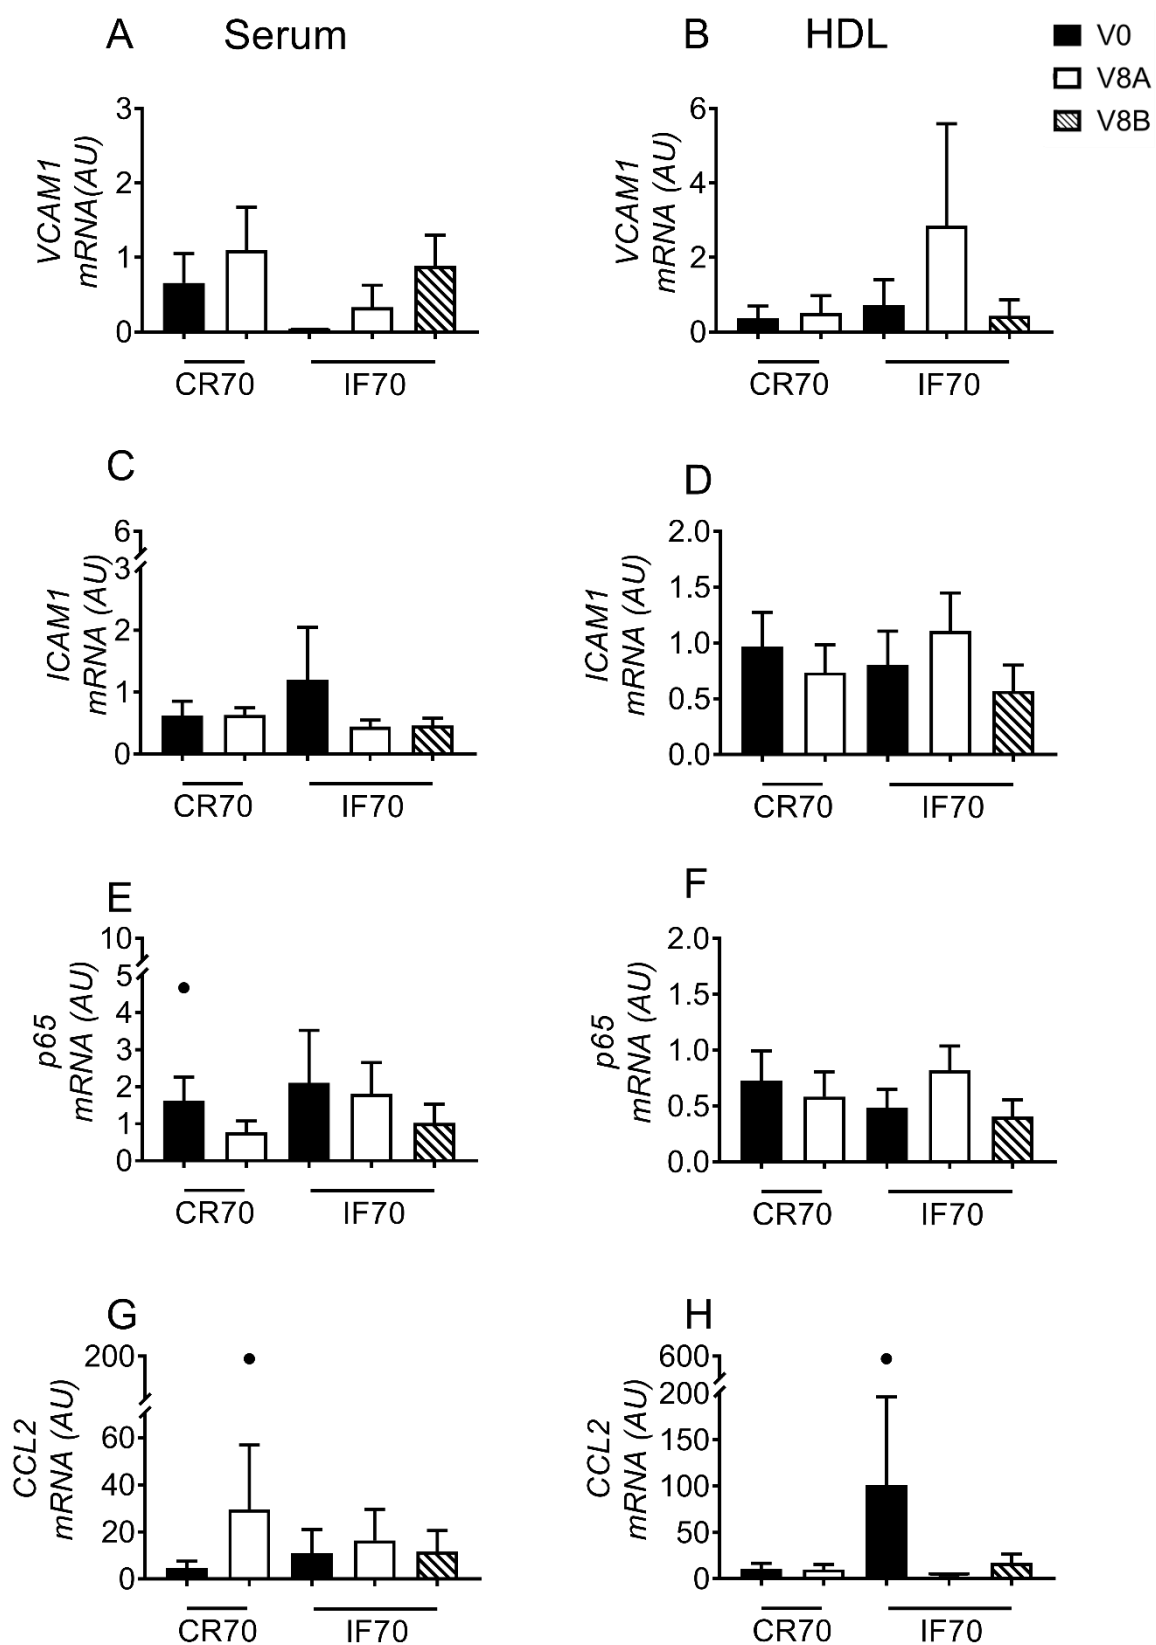 A Serum
B HDL
V0
V8A
V8B
VCAM1
mRNA(AU)
3
2
1
0
CR70 IF70
VCAM1
mRNA (AU)
6
4
2
0
CR70 IF70
C
ICAM1
mRNA (AU)
6
3
2
1
0
CR70 IF70
D
ICAM1
mRNA (AU)
2.0
1.5
1.0
0.5
0.0
CR70 IF70
E
p65
mRNA (AU)
10
5
4
3
2
1
0
CR70 IF70
F
p65
mRNA (AU)
2.0
1.5
1.0
0.5
0.0
CR70 IF70
G
CCL2
mRNA (AU)
200
60
40
20
0
CR70 IF70
H
CCL2
mRNA (AU)
600
200
150
100
50
0
CR70 IF70